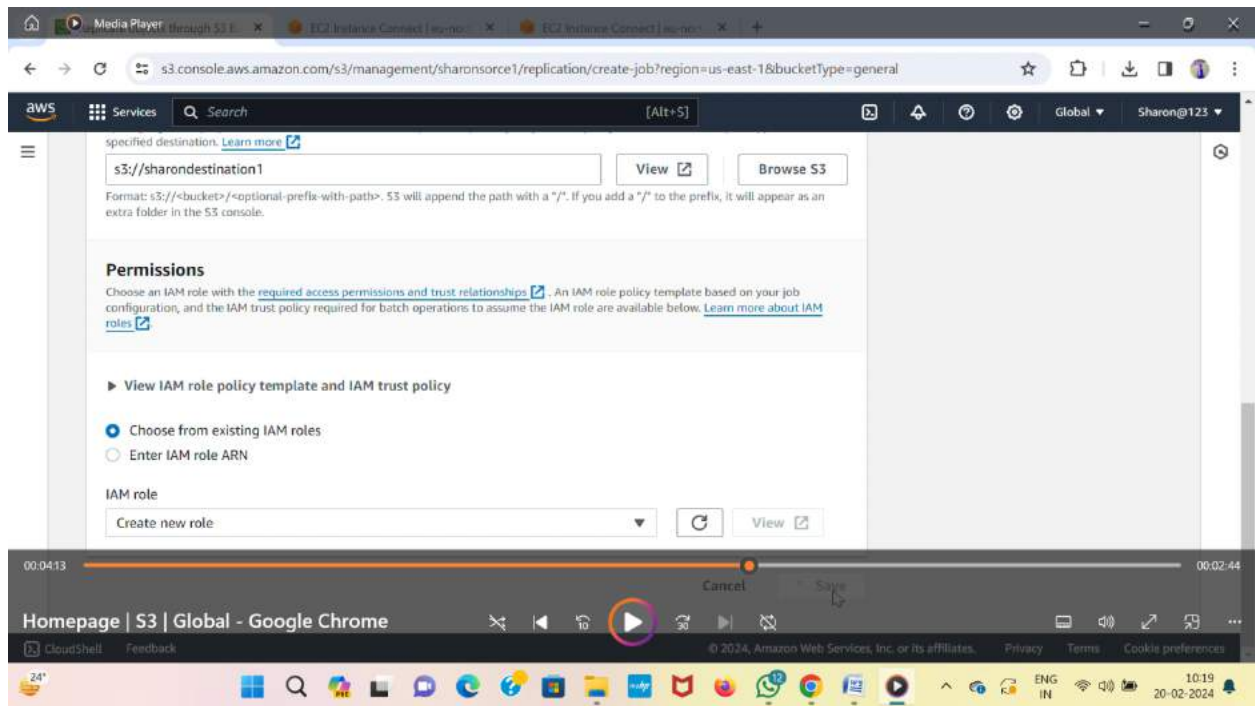 Media Player
EC2 Instance Connect | eu-nor
EC2 Instance Connect | eu-nor
s3.console.aws.amazon.com/s3/management/sharonsorce1/replication/create-job?region=us-east-1&bucketType=general
aws
Services
Search
[Alt+S]
Global
Sharon@123
specified destination. Learn more
s3://sharondestination1
View
Browse S3
Format: s3://<bucket>/<optional-prefix-with-path>. S3 will append the path with a "/". If you add a "/" to the prefix, it will appear as an
extra folder in the S3 console.
Permissions
Choose an IAM role with the required access permissions and trust relationships . An IAM role policy template based on your job
configuration, and the IAM trust policy required for batch operations to assume the IAM role are available below. Learn more about IAM
roles .
View IAM role policy template and IAM trust policy
Choose from existing IAM roles
Enter IAM role ARN
IAM role
Create new role
View
00:04:13
00:02:44
Cancel
Save
Homepage | S3 | Global - Google Chrome
10
30
CloudShell
Feedback
© 2024, Amazon Web Services, Inc. or its affiliates.
Privacy
Terms
Cookie preferences
24°
12
ENG
IN
10:19
20-02-2024